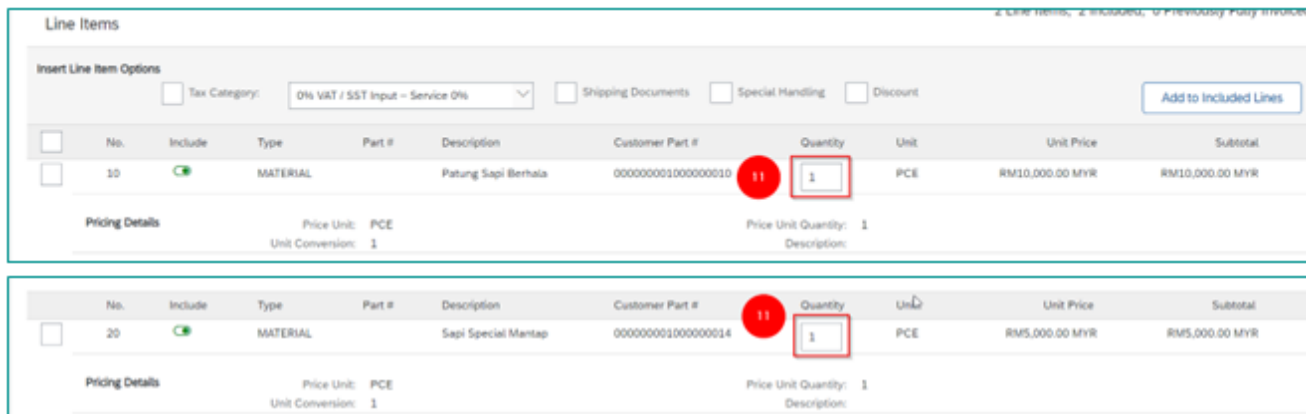 2 Line Items, 2 Included, 0 Previously Fully Invoiced
Line Items
Insert Line Item Options
Tax Category: 0% VAT / SST Input – Service 0% Shipping Documents Special Handling Discount Add to Included Lines
No. Include Type Part # Description Customer Part # Quantity Unit Unit Price Subtotal
10 MATERIAL Patung Sapi Berhala 000000001000000010 11 1 PCE RM10,000.00 MYR RM10,000.00 MYR
Pricing Details Price Unit: PCE Price Unit Quantity: 1
Unit Conversion: 1 Description:
No. Include Type Part # Description Customer Part # 11 Quantity Unit Unit Price Subtotal
20 MATERIAL Sapi Special Mantap 000000001000000014 1 PCE RM5,000.00 MYR RM5,000.00 MYR
Pricing Details Price Unit: PCE Price Unit Quantity: 1
Unit Conversion: 1 Description: